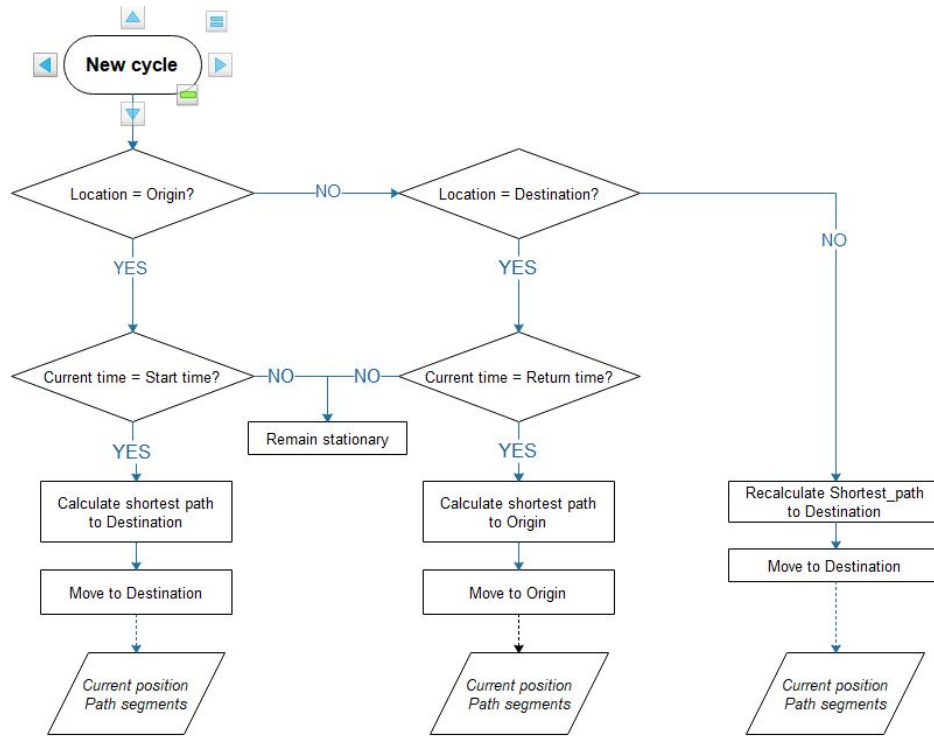 New cycle
Location = Origin?
NO
Location = Destination?
NO
YES
YES
Current time = Start time?
NO
NO
Current time = Return time?
Remain stationary
YES
YES
Calculate shortest path
to Destination
Calculate shortest path
to Origin
Recalculate Shortest_path
to Destination
Move to Destination
Move to Origin
Move to Destination
Current position
Path segments
Current position
Path segments
Current position
Path segments